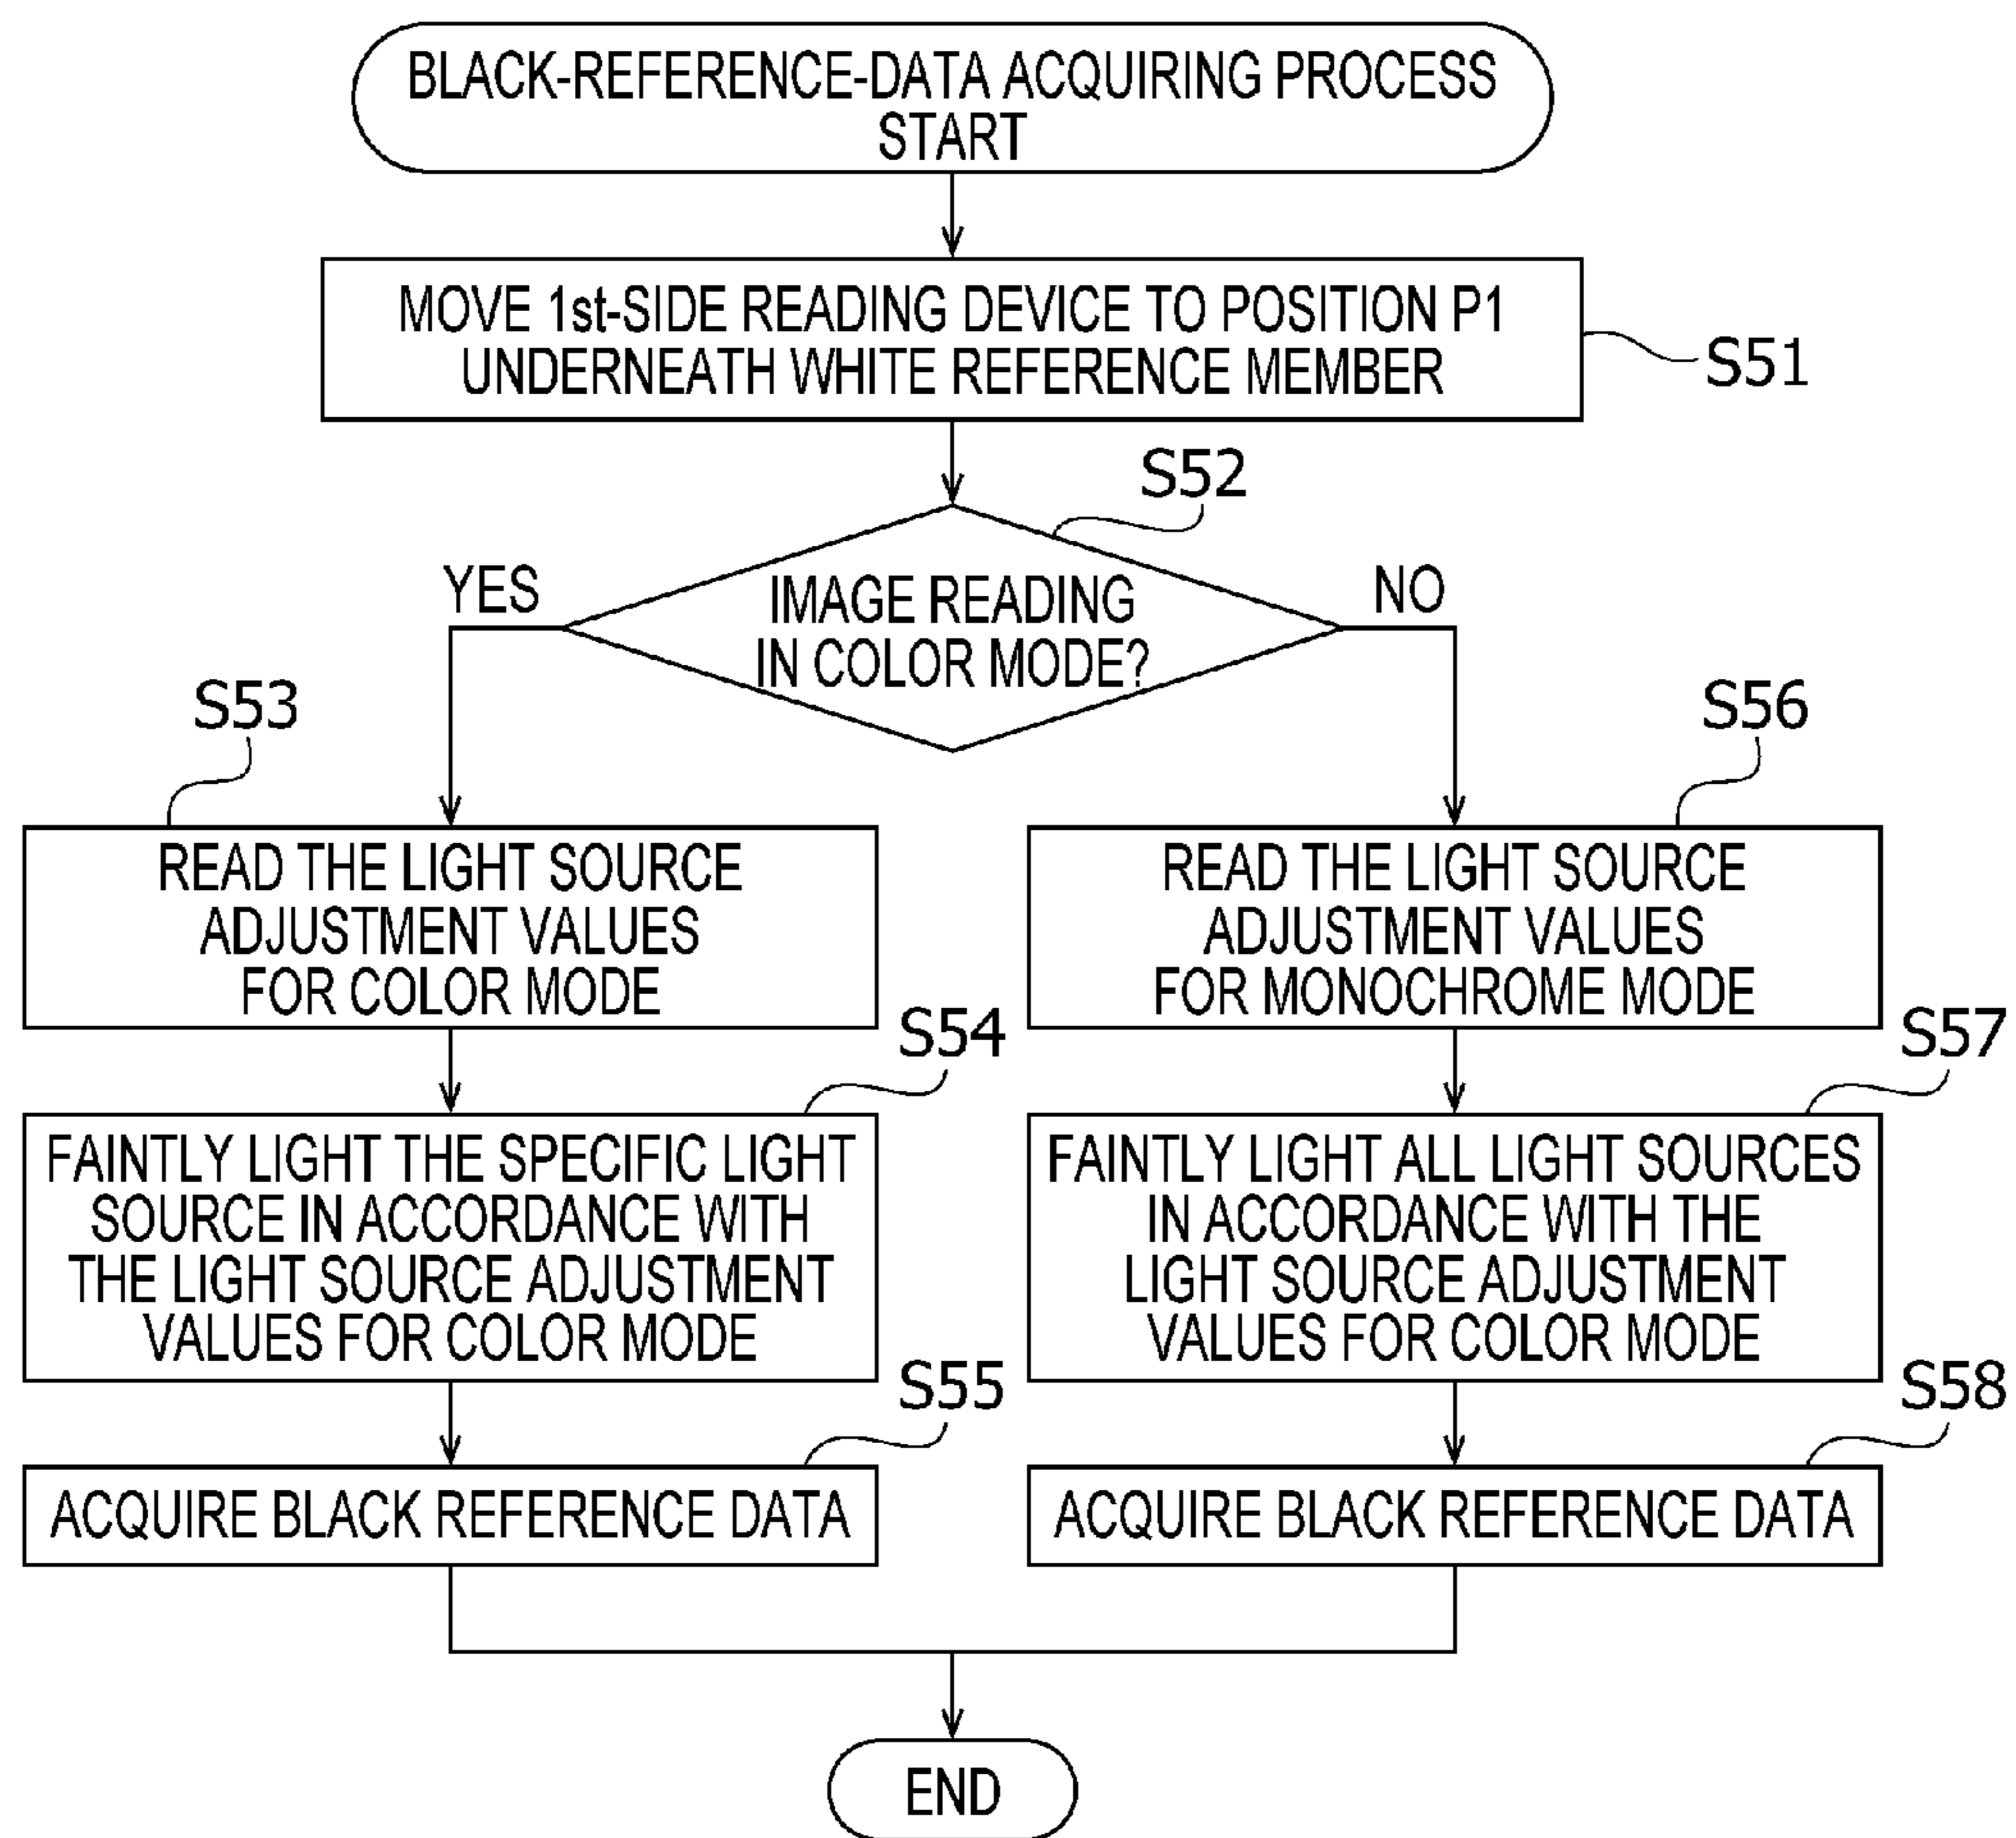 BLACK-REFERENCE-DATA ACQUIRING PROCESS
START
MOVE 1st-SIDE READING DEVICE TO POSITION P1
UNDERNEATH WHITE REFERENCE MEMBER
S51
S52
YES
IMAGE READING
IN COLOR MODE?
NO
S53
READ THE LIGHT SOURCE
ADJUSTMENT VALUES
FOR COLOR MODE
S56
READ THE LIGHT SOURCE
ADJUSTMENT VALUES
FOR MONOCHROME MODE
S54
FAINTLY LIGHT THE SPECIFIC LIGHT
SOURCE IN ACCORDANCE WITH
THE LIGHT SOURCE ADJUSTMENT
VALUES FOR COLOR MODE
S57
FAINTLY LIGHT ALL LIGHT SOURCES
IN ACCORDANCE WITH THE
LIGHT SOURCE ADJUSTMENT
VALUES FOR COLOR MODE
S55
ACQUIRE BLACK REFERENCE DATA
S58
ACQUIRE BLACK REFERENCE DATA
END